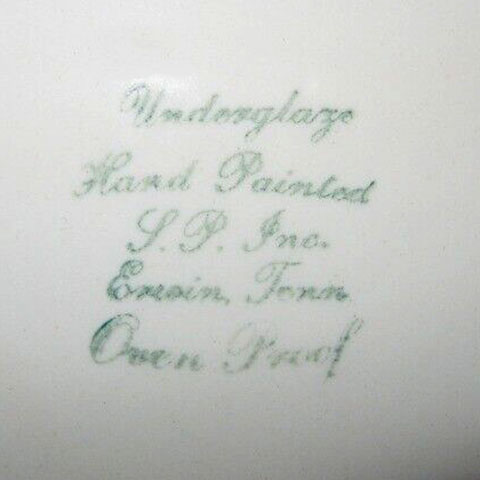 Underglaze
Hand Painted
S. P. Inc.
Erwin, Tenn
Oven Proof